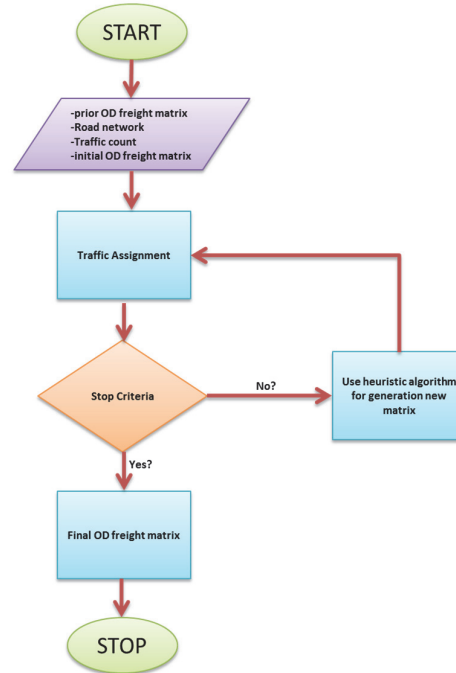 START
-prior OD freight matrix
-Road network
-Traffic count
-initial OD freight matrix
Traffic Assignment
Stop Criteria
No?
Use heuristic algorithm
for generation new
matrix
Yes?
Final OD freight matrix
STOP